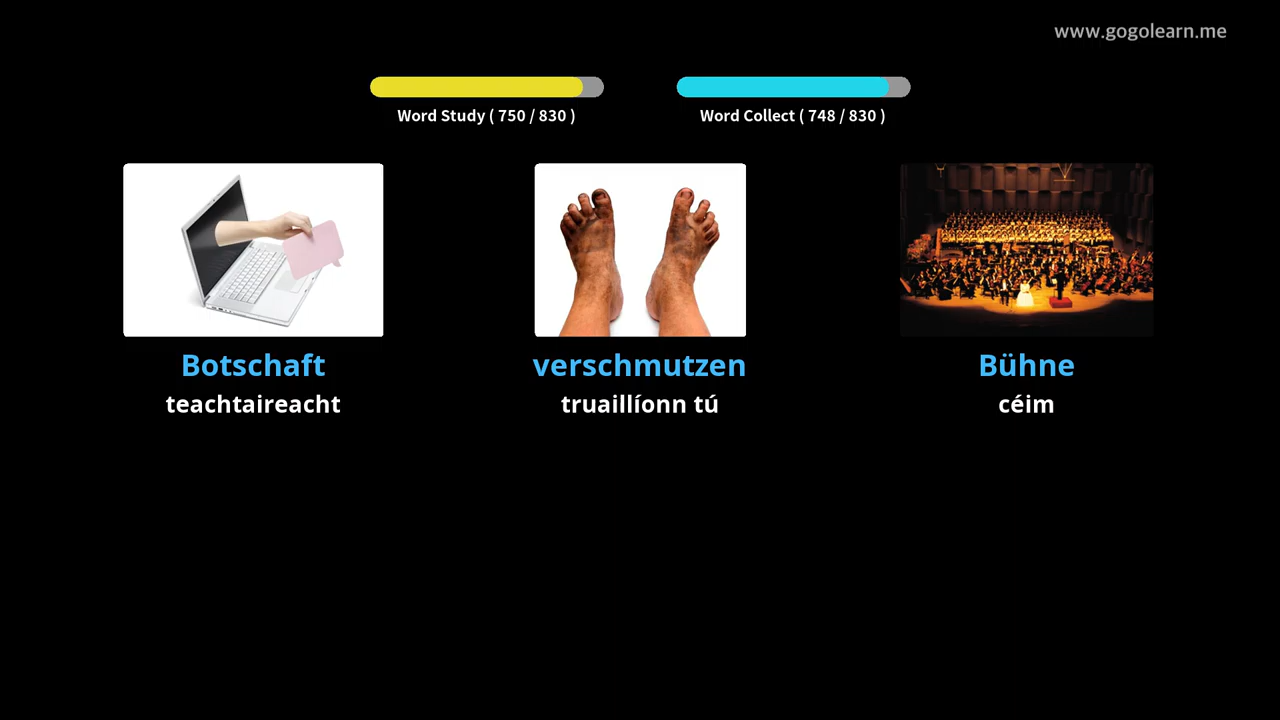 www.gogolearn.me
Word Study ( 750 / 830 )
Word Collect ( 748 / 830 )
Botschaft
verschmutzen
Bühne
teachtaireacht
truaillíonn tú
céim